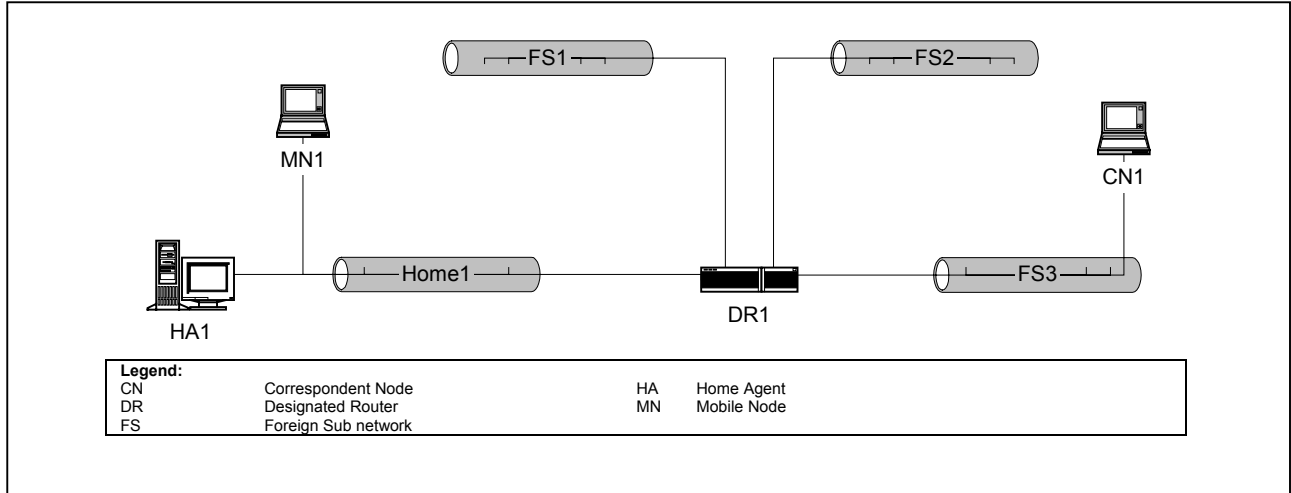 FS1
FS2
MN1
CN1
Home1
FS3
HA1
DR1
Legend:
CN Correspondent Node HA Home Agent
DR Designated Router MN Mobile Node
FS Foreign Sub network